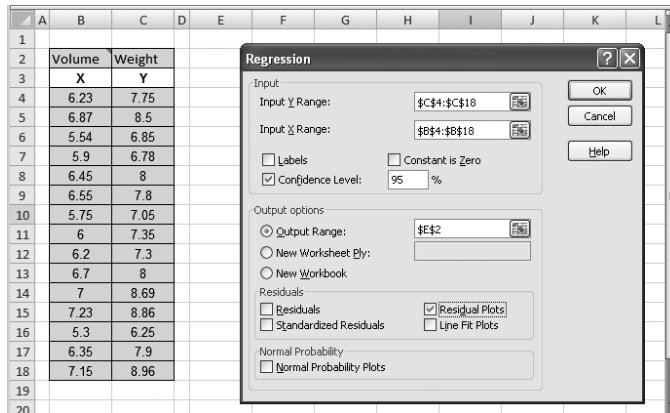 A B C D E F G H I J K L
1
2 Volume Weight
3 X Y
4 6.23 7.75
5 6.87 8.5
6 5.54 6.85
7 5.9 6.78
8 6.45 8
9 6.55 7.8
10 5.75 7.05
11 6 7.35
12 6.2 7.3
13 6.7 8
14 7 8.69
15 7.23 8.86
16 5.3 6.25
17 6.35 7.9
18 7.15 8.96
19
20
Regression
Input
Input Y Range: $C$4:$C$18
Input X Range: $B$4:$B$18
Labels Constant is Zero
Confidence Level: 95 %
Output options
Output Range: $E$2
New Worksheet Ply:
New Workbook
Residuals
Residuals Residual Plots
Standardized Residuals Line Fit Plots
Normal Probability
Normal Probability Plots
OK
Cancel
Help